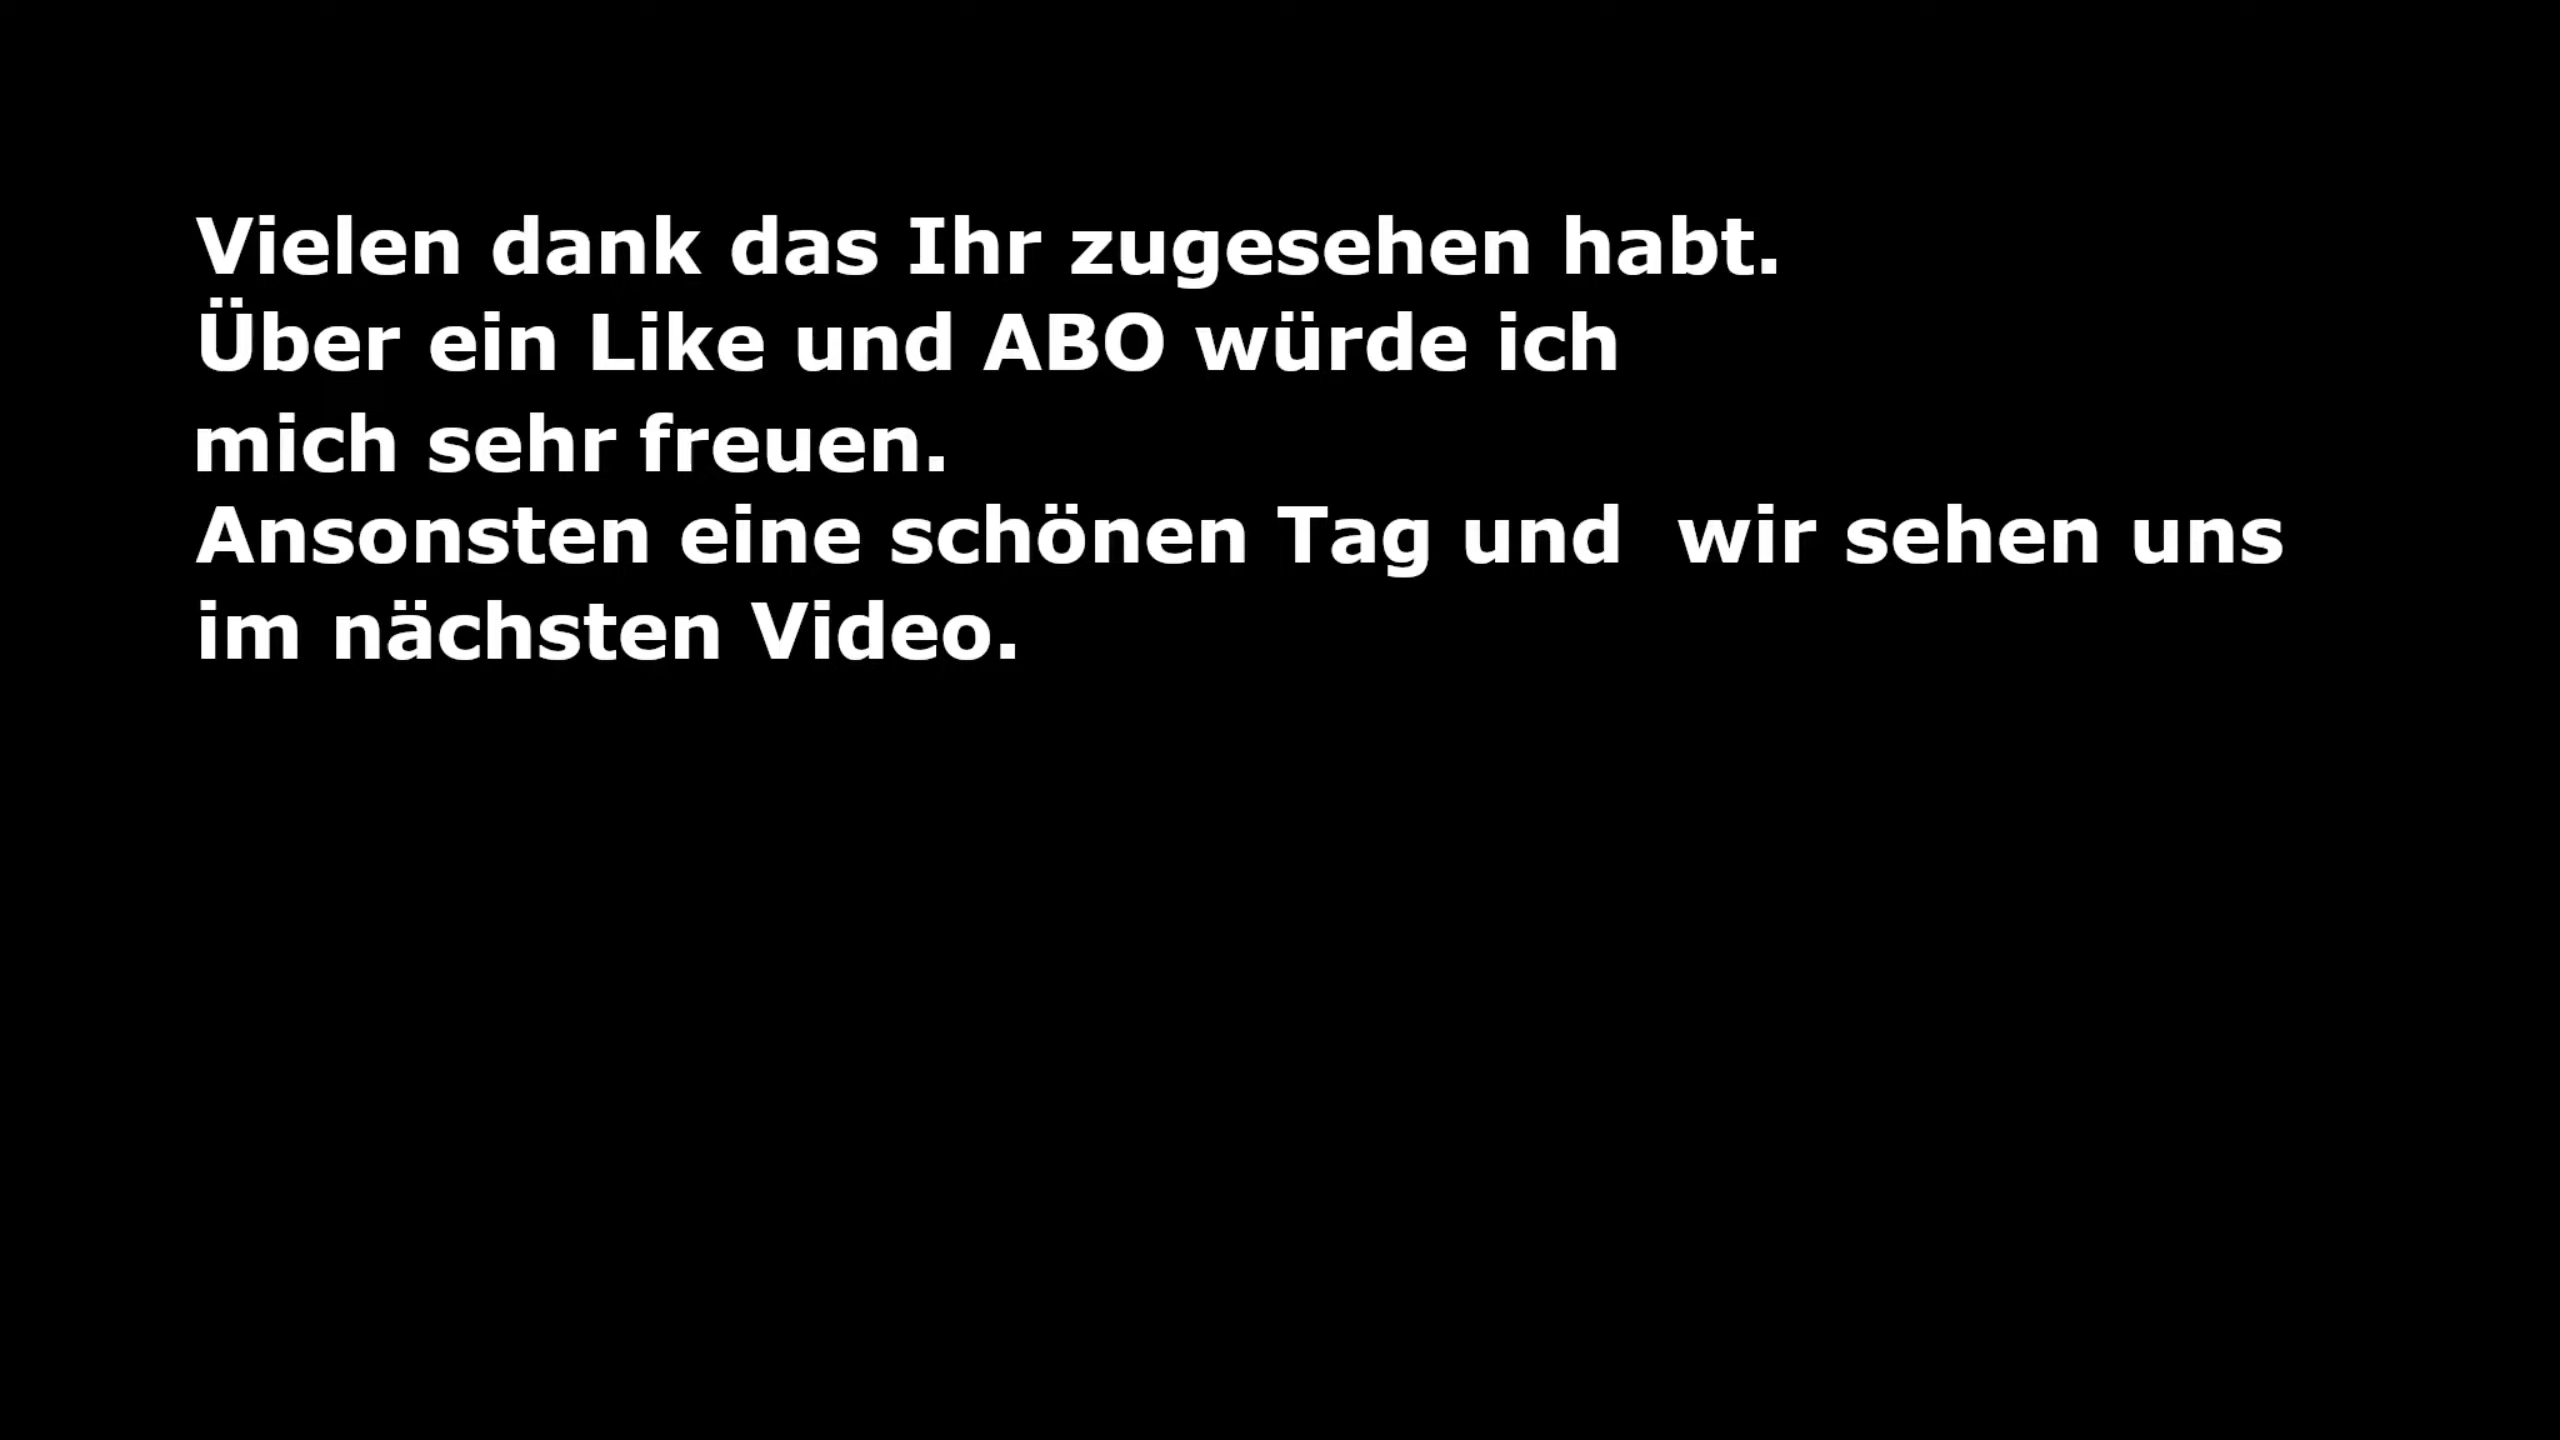 Vielen dank das Ihr zugesehen habt.
Über ein Like und ABO würde ich
mich sehr freuen.
Ansonsten eine schönen Tag und  wir sehen uns
im nächsten Video.